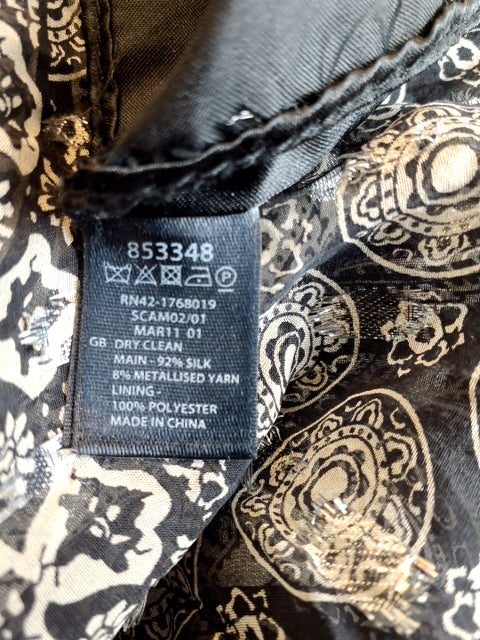 853348
P
RN42-1768019
SCAM02/01
MAR11 01
GB DRY CLEAN
MAIN - 92% SILK
8% METALLISED YARN
LINING -
100% POLYESTER
MADE IN CHINA